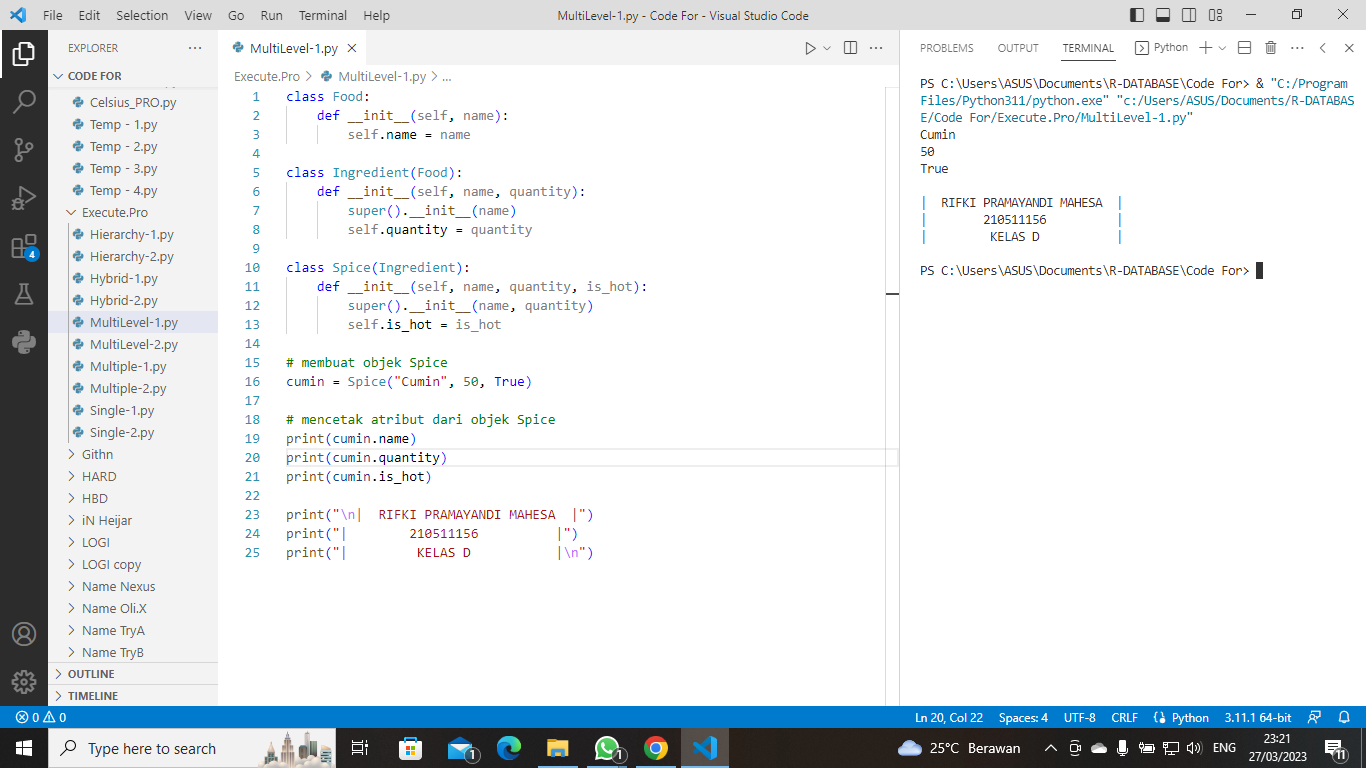 File Edit Selection View Go Run Terminal Help
MultiLevel-1.py - Code For - Visual Studio Code
EXPLORER
CODE FOR
Celsius_PRO.py
Temp - 1.py
Temp - 2.py
Temp - 3.py
Temp - 4.py
Execute.Pro
Hierarchy-1.py
Hierarchy-2.py
Hybrid-1.py
Hybrid-2.py
MultiLevel-1.py
MultiLevel-2.py
Multiple-1.py
Multiple-2.py
Single-1.py
Single-2.py
Githn
HARD
HBD
iN Heijar
LOGI
LOGI copy
Name Nexus
Name Oli.X
Name TryA
Name TryB
OUTLINE
TIMELINE
4
MultiLevel-1.py
Execute.Pro > MultiLevel-1.py > ...
1 class Food:
2     def __init__(self, name):
3         self.name = name
4
5 class Ingredient(Food):
6     def __init__(self, name, quantity):
7         super().__init__(name)
8         self.quantity = quantity
9
10 class Spice(Ingredient):
11     def __init__(self, name, quantity, is_hot):
12         super().__init__(name, quantity)
13         self.is_hot = is_hot
14
15 # membuat objek Spice
16 cumin = Spice("Cumin", 50, True)
17
18 # mencetak atribut dari objek Spice
19 print(cumin.name)
20 print(cumin.quantity)
21 print(cumin.is_hot)
22
23 print("\n|  RIFKI PRAMAYANDI MAHESA  |")
24 print("|        210511156          |")
25 print("|         KELAS D           |\n")
PROBLEMS OUTPUT TERMINAL Python
PS C:\Users\ASUS\Documents\R-DATABASE\Code For> & "C:/Program
Files/Python311/python.exe" "c:/Users/ASUS/Documents/R-DATABAS
E/Code For/Execute.Pro/MultiLevel-1.py"
Cumin
50
True
|  RIFKI PRAMAYANDI MAHESA  |
|        210511156          |
|         KELAS D           |
PS C:\Users\ASUS\Documents\R-DATABASE\Code For>
0 0
Ln 20, Col 22 Spaces: 4 UTF-8 CRLF Python 3.11.1 64-bit
Type here to search
1
1
25°C Berawan
ENG
23:21
27/03/2023
11